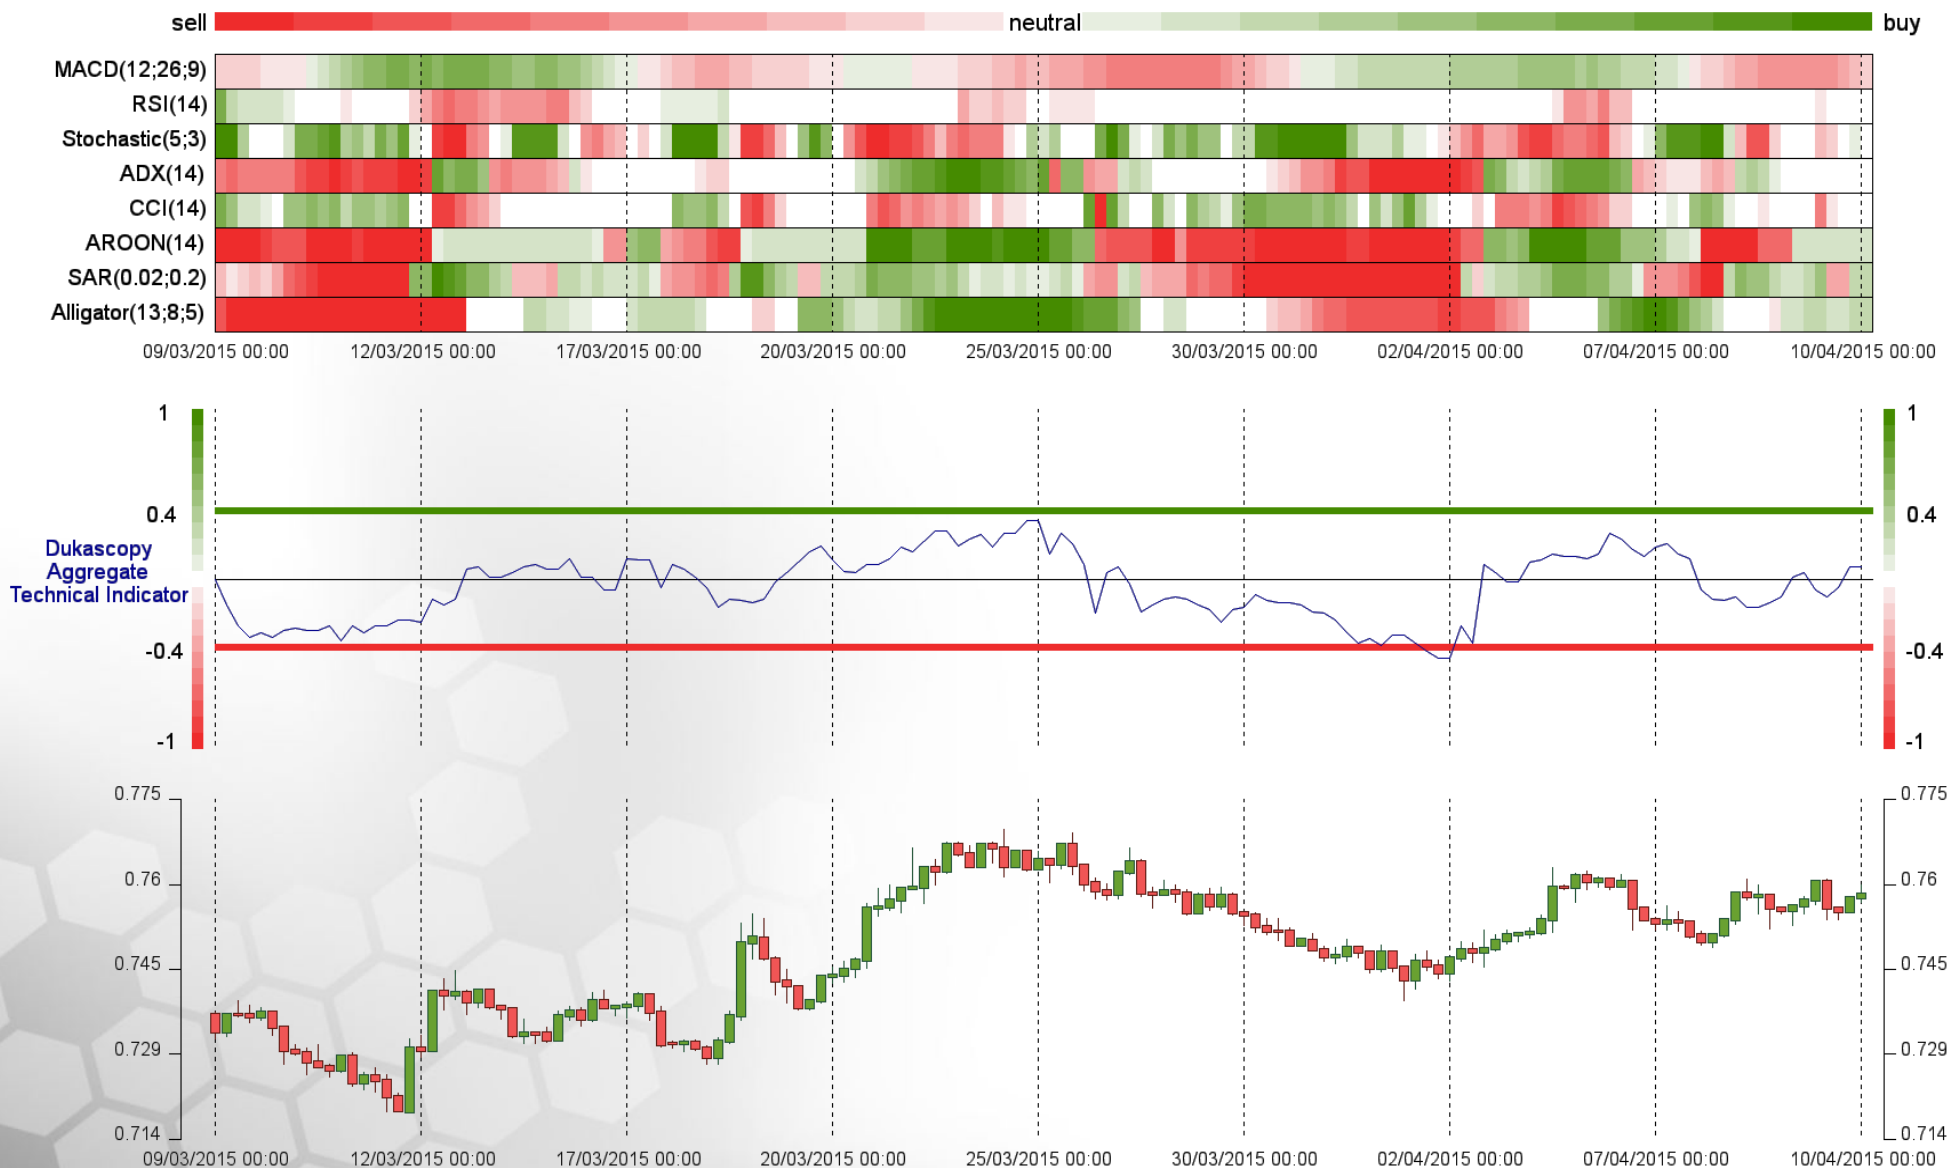 sell neutral buy
MACD(12;26;9)
RSI(14)
Stochastic(5;3)
ADX(14)
CCI(14)
AROON(14)
SAR(0.02;0.2)
Alligator(13;8;5)
09/03/2015 00:00 12/03/2015 00:00 17/03/2015 00:00 20/03/2015 00:00 25/03/2015 00:00 30/03/2015 00:00 02/04/2015 00:00 07/04/2015 00:00 10/04/2015 00:00
1 1
0.4 0.4
Dukascopy
Aggregate
Technical Indicator
-0.4 -0.4
-1 -1
0.775 0.775
0.76 0.76
0.745 0.745
0.729 0.729
0.714 0.714
09/03/2015 00:00 12/03/2015 00:00 17/03/2015 00:00 20/03/2015 00:00 25/03/2015 00:00 30/03/2015 00:00 02/04/2015 00:00 07/04/2015 00:00 10/04/2015 00:00